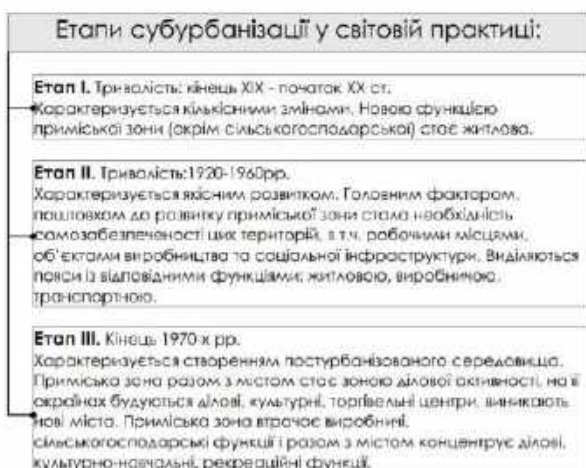 Етапи субурбанізації у світовій практиці:
Етап I. Тривалість: кінець XIX - початок XX ст.
Характеризується кількісними змінами. Новою функцією
приміської зони (окрім сільськогосподарської) стає житлова.
Етап II. Тривалість:1920-1960рр.
Характеризується якісним розвитком. Головним фактором,
поштовхом до розвитку приміської зони стала необхідність
самозабезпеченості цих територій, в т.ч. робочими місцями,
об'єктами виробництва та соціальної інфраструктури. Виділяються
пояси із відповідними функціями: житловою, виробничою,
транспортною.
Етап III. Кінець 1970 х рр.
Характеризується створенням постурбанізованого середовища.
Приміська зона разом з містом стає зоною ділової активності, на її
окраїнах будуються ділові, культурні, торгівельні центри, виникають
нові міста. Приміська зона втрачає виробничі,
сільськогосподарські функції і разом з містом концентрує ділові,
культурно-навчальні, рекреаційні функції.